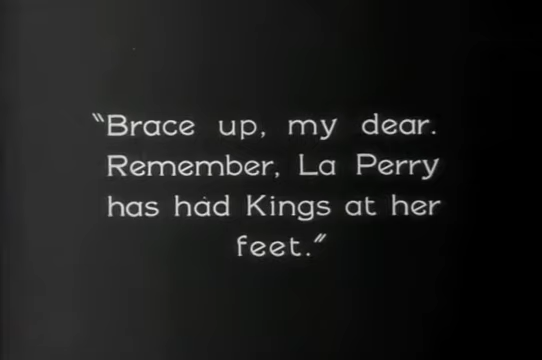 "Brace up, my dear.
Remember, La Perry
has had Kings at her
feet."